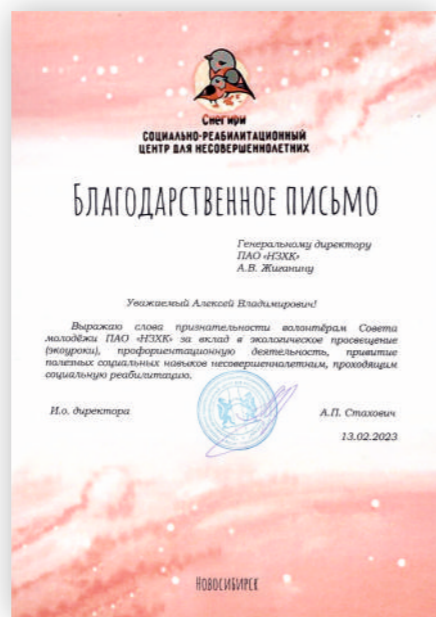 Снегири
СОЦИАЛЬНО-РЕАБИЛИТАЦИОННЫЙ
ЦЕНТР ДЛЯ НЕСОВЕРШЕННОЛЕТНИХ
БЛАГОДАРСТВЕННОЕ ПИСЬМО
Генеральному директору
ПАО «НЗХК»
А.В. Жиганину
Уважаемый Алексей Владимирович!
Выражаю слова признательности волонтёрам Совета
молодёжи ПАО «НЗХК» за вклад в экологическое просвещение
(экоуроки), профориентационную деятельность, привитие
полезных социальных навыков несовершеннолетним, проходящим
социальную реабилитацию.
И.о. директора
А.П. Стахович
13.02.2023
НОВОСИБИРСК